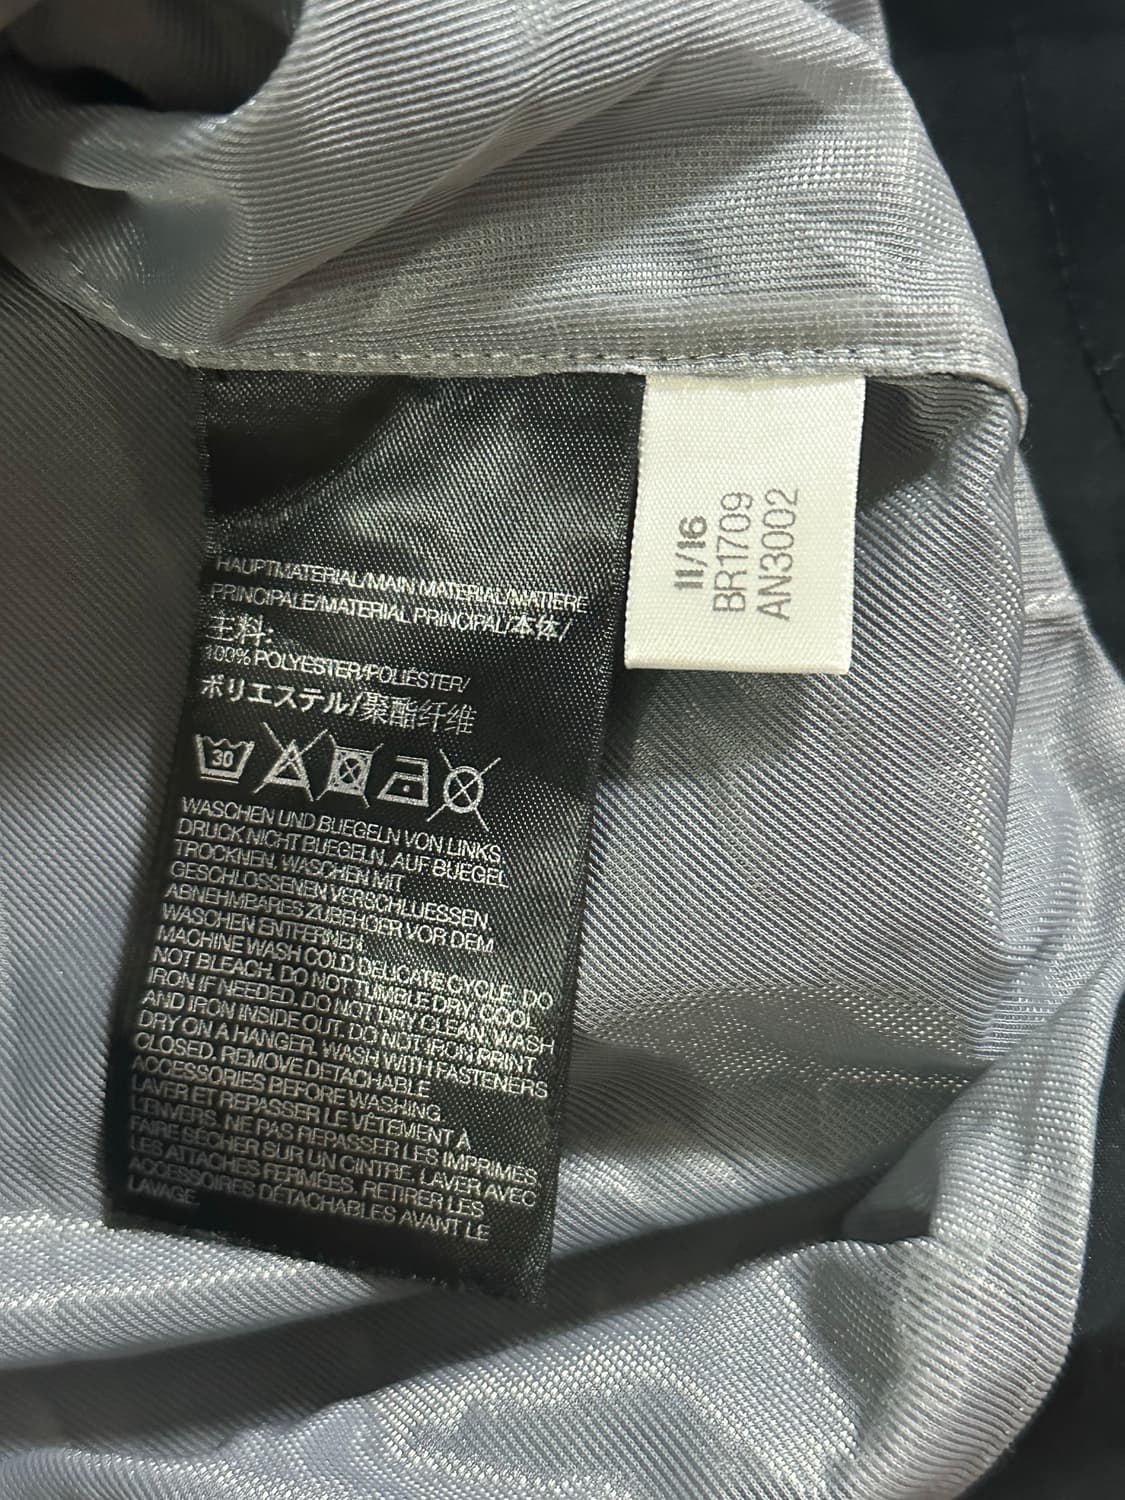 HAUPTMATERIAL/MAIN MATERIAL/MATIÈRE
PRINCIPALE/MATERIAL PRINCIPAL/本体/
主料:
100% POLYESTER/POLIÉSTER/
ポリエステル/聚酯纤维
30
WASCHEN UND BUEGELN VON LINKS.
DRUCK NICHT BUEGELN. AUF BUEGEL
TROCKNEN. WASCHEN MIT
GESCHLOSSENEN VERSCHLUESSEN.
ABNEHMBARES ZUBEHOER VOR DEM
WASCHEN ENTFERNEN.
MACHINE WASH COLD DELICATE CYCLE. DO
NOT BLEACH. DO NOT TUMBLE DRY. COOL
IRON IF NEEDED. DO NOT DRY CLEAN. WASH
AND IRON INSIDE OUT. DO NOT IRON PRINT.
DRY ON A HANGER. WASH WITH FASTENERS
CLOSED. REMOVE DETACHABLE
ACCESSORIES BEFORE WASHING.
LAVER ET REPASSER LE VÊTEMENT À
L'ENVERS. NE PAS REPASSER LES IMPRIMÉS.
FAIRE SÉCHER SUR UN CINTRE. LAVER AVEC
LES ATTACHES FERMÉES. RETIRER LES
ACCESSOIRES DÉTACHABLES AVANT LE
LAVAGE.
11/16
BR1709
AN3002